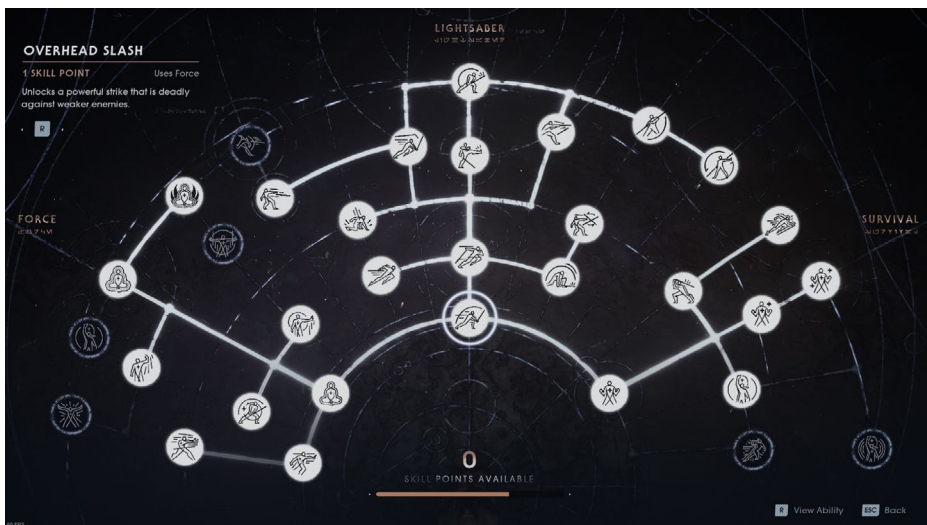 LIGHTSABER
OVERHEAD SLASH
1 SKILL POINT Uses Force
Unlocks a powerful strike that is deadly
against weaker enemies.
R
FORCE
SURVIVAL
0
SKILL POINTS AVAILABLE
R View Ability ESC Back